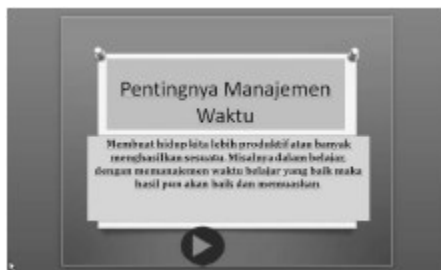 Pentingnya Manajemen
Waktu
Membuat hidup kita lebih produktif atau banyak
menghasilkan sesuatu. Misalnya dalam belajar,
dengan memanajemen waktu belajar yang baik maka
hasil pun akan baik dan memuaskan.